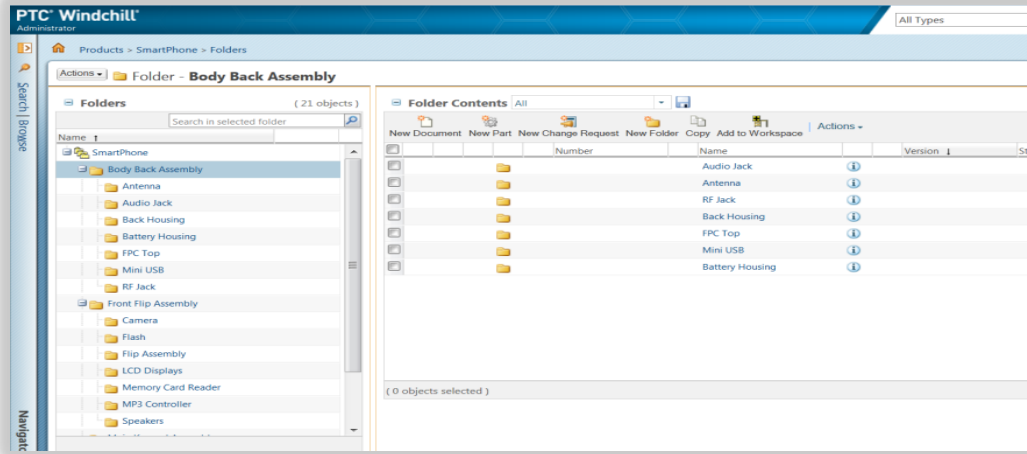 PTC® Windchill®
Administrator
All Types
Products > SmartPhone > Folders
Search | Browse
Navigato
Actions
Folder - Body Back Assembly
Folders
( 21 objects )
Search in selected folder
Name
SmartPhone
Body Back Assembly
Antenna
Audio Jack
Back Housing
Battery Housing
FPC Top
Mini USB
RF Jack
Front Flip Assembly
Camera
Flash
Flip Assembly
LCD Displays
Memory Card Reader
MP3 Controller
Speakers
Folder Contents All
New Document New Part New Change Request New Folder Copy Add to Workspace Actions
Number Name Version St
Audio Jack
Antenna
RF Jack
Back Housing
FPC Top
Mini USB
Battery Housing
( 0 objects selected )